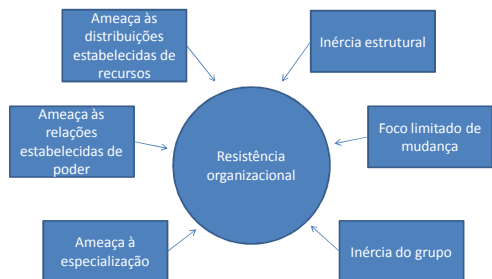 Ameaça às
distribuições
estabelecidas de
recursos
Inércia estrutural
Ameaça às
relações
estabelecidas de
poder
Resistência
organizacional
Foco limitado de
mudança
Ameaça à
especialização
Inércia do grupo